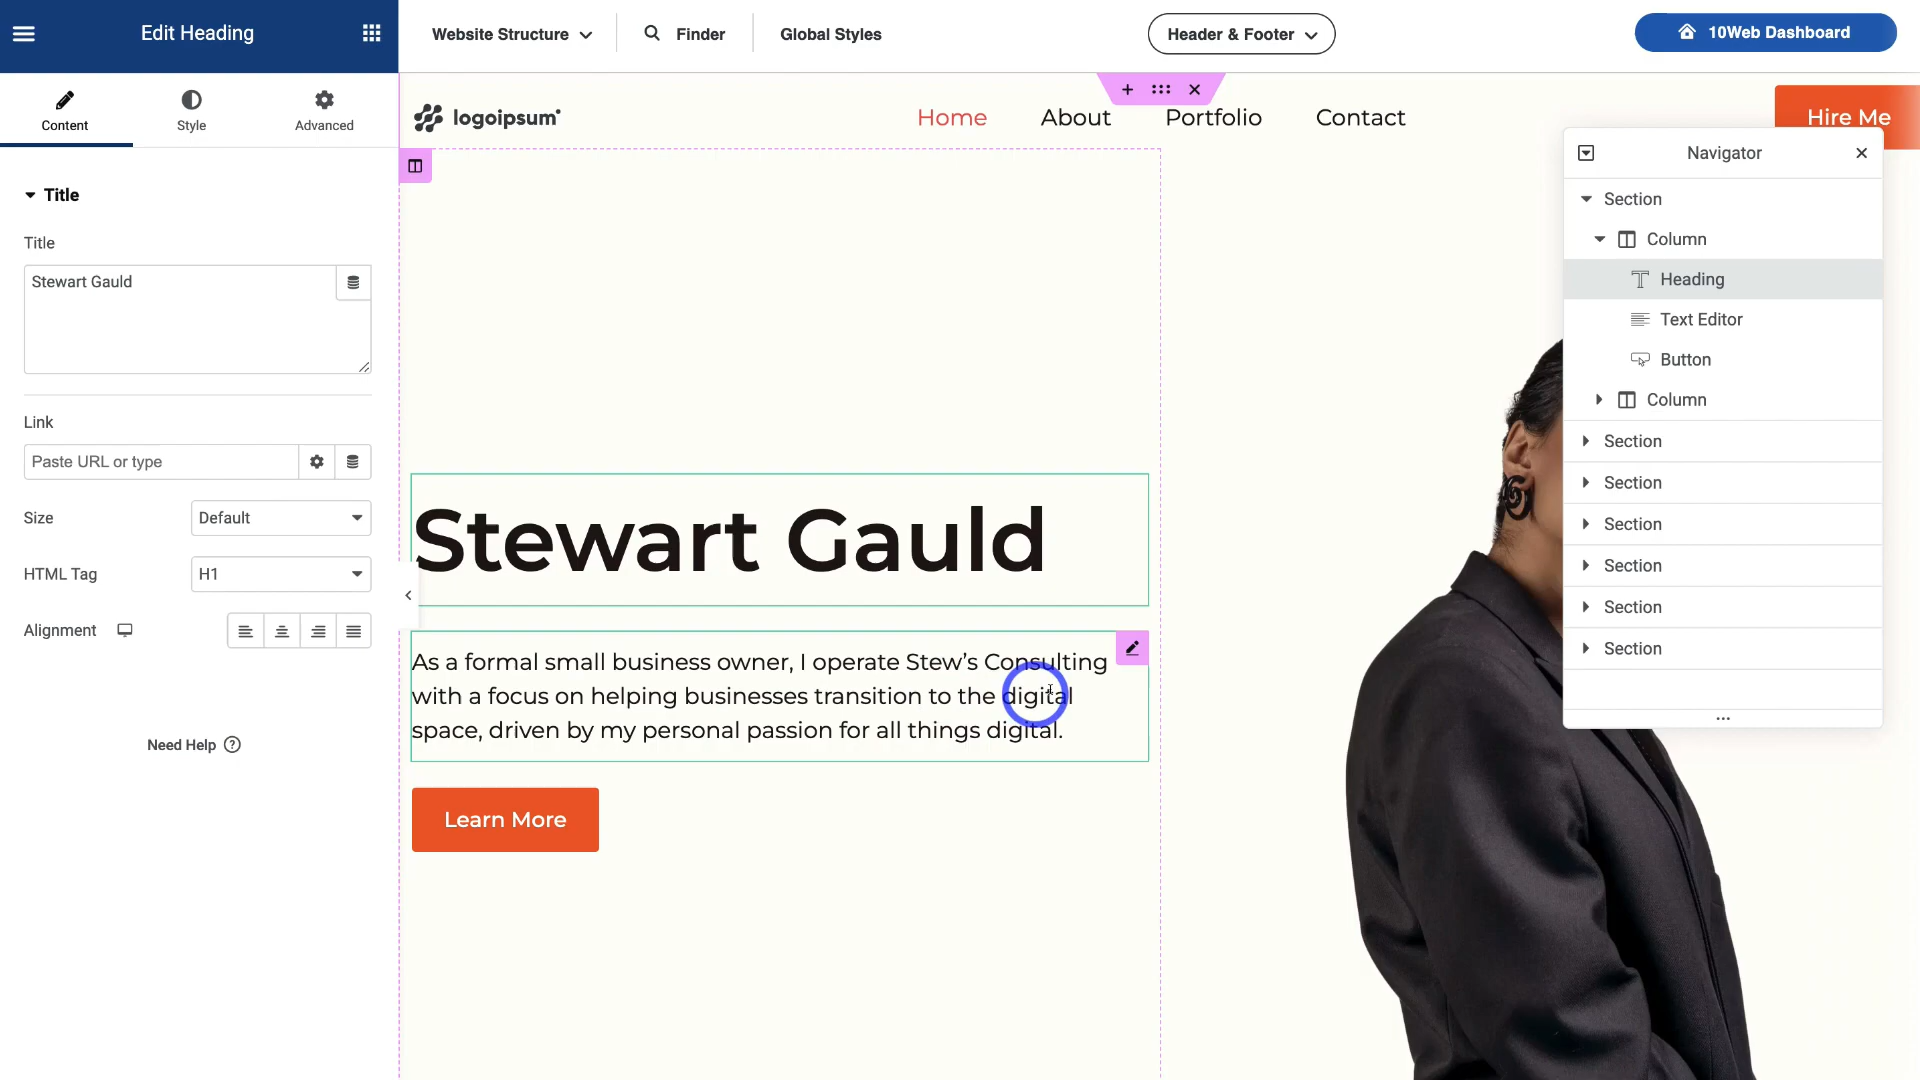 Edit Heading
Website Structure
Finder
Global Styles
Header & Footer
10Web Dashboard
Content
Style
Advanced
logoipsum
Home
About
Portfolio
Contact
Hire Me
Title
Title
Stewart Gauld
Link
Paste URL or type
Size
Default
HTML Tag
H1
Alignment
Need Help
Stewart Gauld
As a formal small business owner, I operate Stew's Consulting
with a focus on helping businesses transition to the digital
space, driven by my personal passion for all things digital.
Learn More
Navigator
Section
Column
Heading
Text Editor
Button
Column
Section
Section
Section
Section
Section
Section